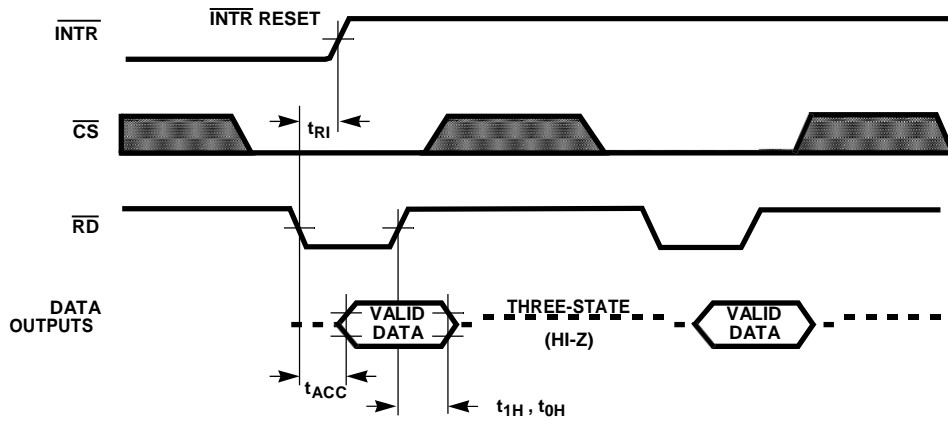 INTR
INTR RESET
tRI
CS
RD
DATA
OUTPUTS
VALID
DATA
THREE-STATE
(HI-Z)
VALID
DATA
tACC
t1H , t0H